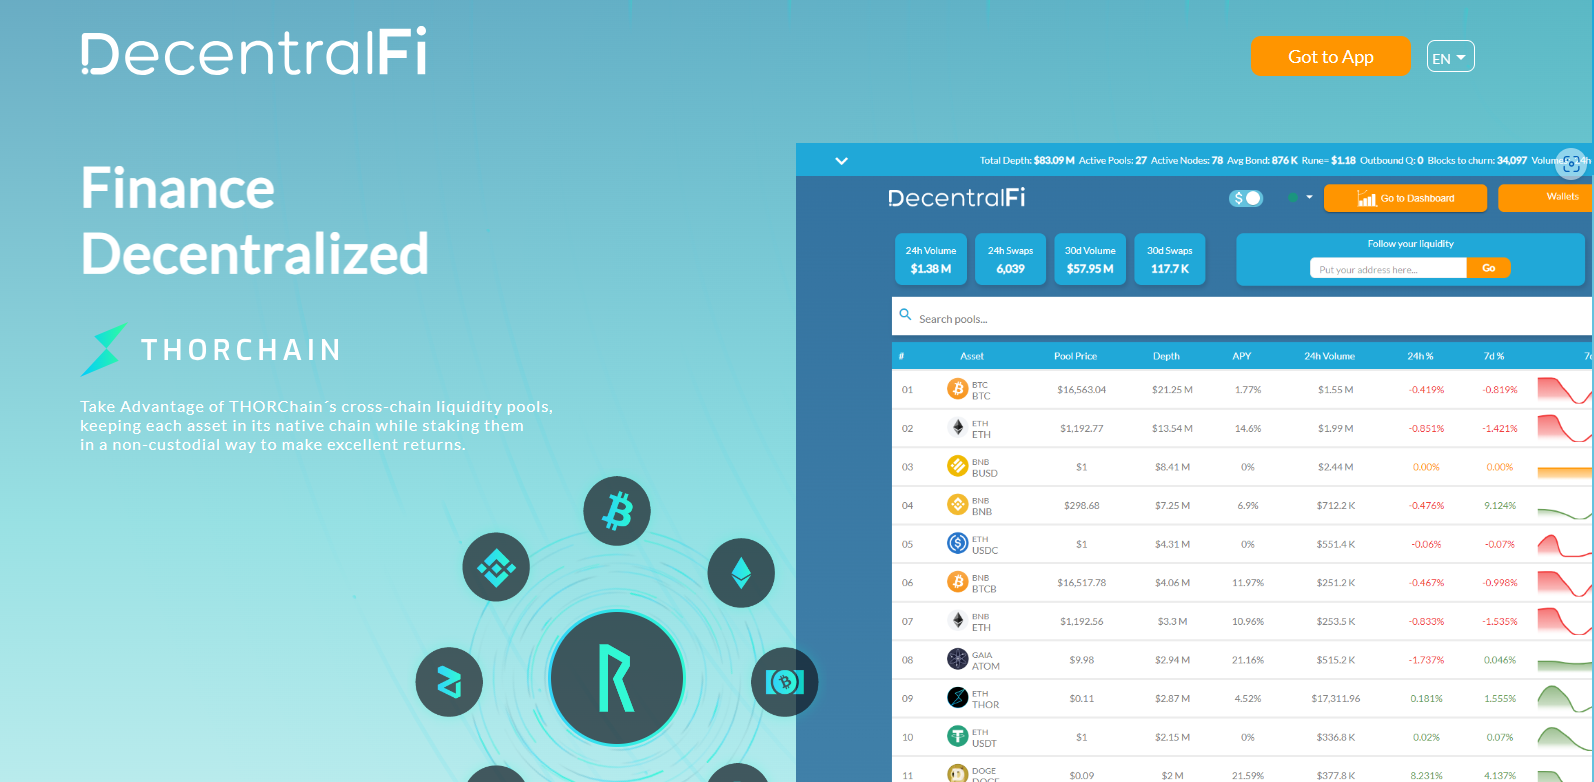 DecentralFi
Got to App
EN
Finance
Decentralized
THORCHAIN
Take Advantage of THORChain´s cross-chain liquidity pools,
keeping each asset in its native chain while staking them
in a non-custodial way to make excellent returns.
Total Depth: $83.09 M Active Pools: 27 Active Nodes: 78 Avg Bond: 876 K Rune= $1.18 Outbound Q: 0 Blocks to churn: 34,097
DecentralFi
$
Go to Dashboard
Wallets
24h Volume
$1.38 M
24h Swaps
6,039
30d Volume
$57.95 M
30d Swaps
117.7 K
Follow your liquidity
Put your address here...
Go
Search pools...
# Asset Pool Price Depth APY 24h Volume 24h % 7d %
01 BTC BTC $16,563.04 $21.25 M 1.77% $1.55 M -0.419% -0.819%
02 ETH ETH $1,192.77 $13.54 M 14.6% $1.99 M -0.851% -1.421%
03 BNB BUSD $1 $8.41 M 0% $2.44 M 0.00% 0.00%
04 BNB BNB $298.68 $7.25 M 6.9% $712.2 K -0.476% 9.124%
05 ETH USDC $1 $4.31 M 0% $551.4 K -0.06% -0.07%
06 BNB BTCB $16,517.78 $4.06 M 11.97% $251.2 K -0.467% -0.998%
07 BNB ETH $1,192.56 $3.3 M 10.96% $253.5 K -0.833% -1.535%
08 GAIA ATOM $9.98 $2.94 M 21.16% $515.2 K -1.737% 0.046%
09 ETH THOR $0.11 $2.87 M 4.52% $17,311.96 0.181% 1.555%
10 ETH USDT $1 $2.15 M 0% $336.8 K 0.02% 0.07%
11 DOGE DOGE $0.09 $2 M 21.59% $377.8 K 8.231% 4.137%